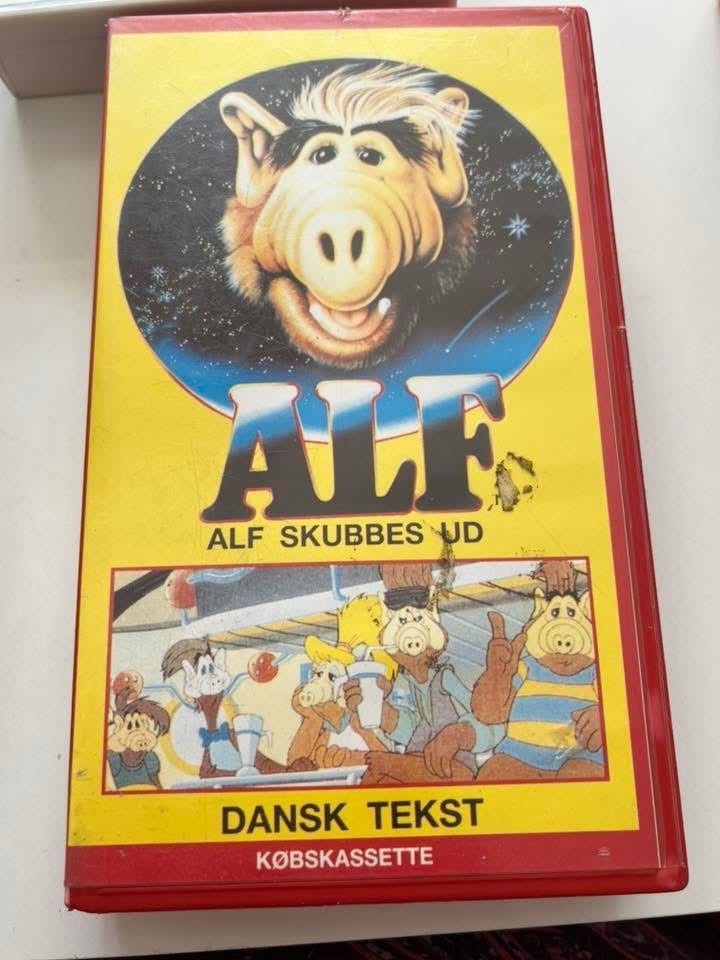 ALF
ALF SKUBBES UD
DANSK TEKST
KØBSKASSETTE